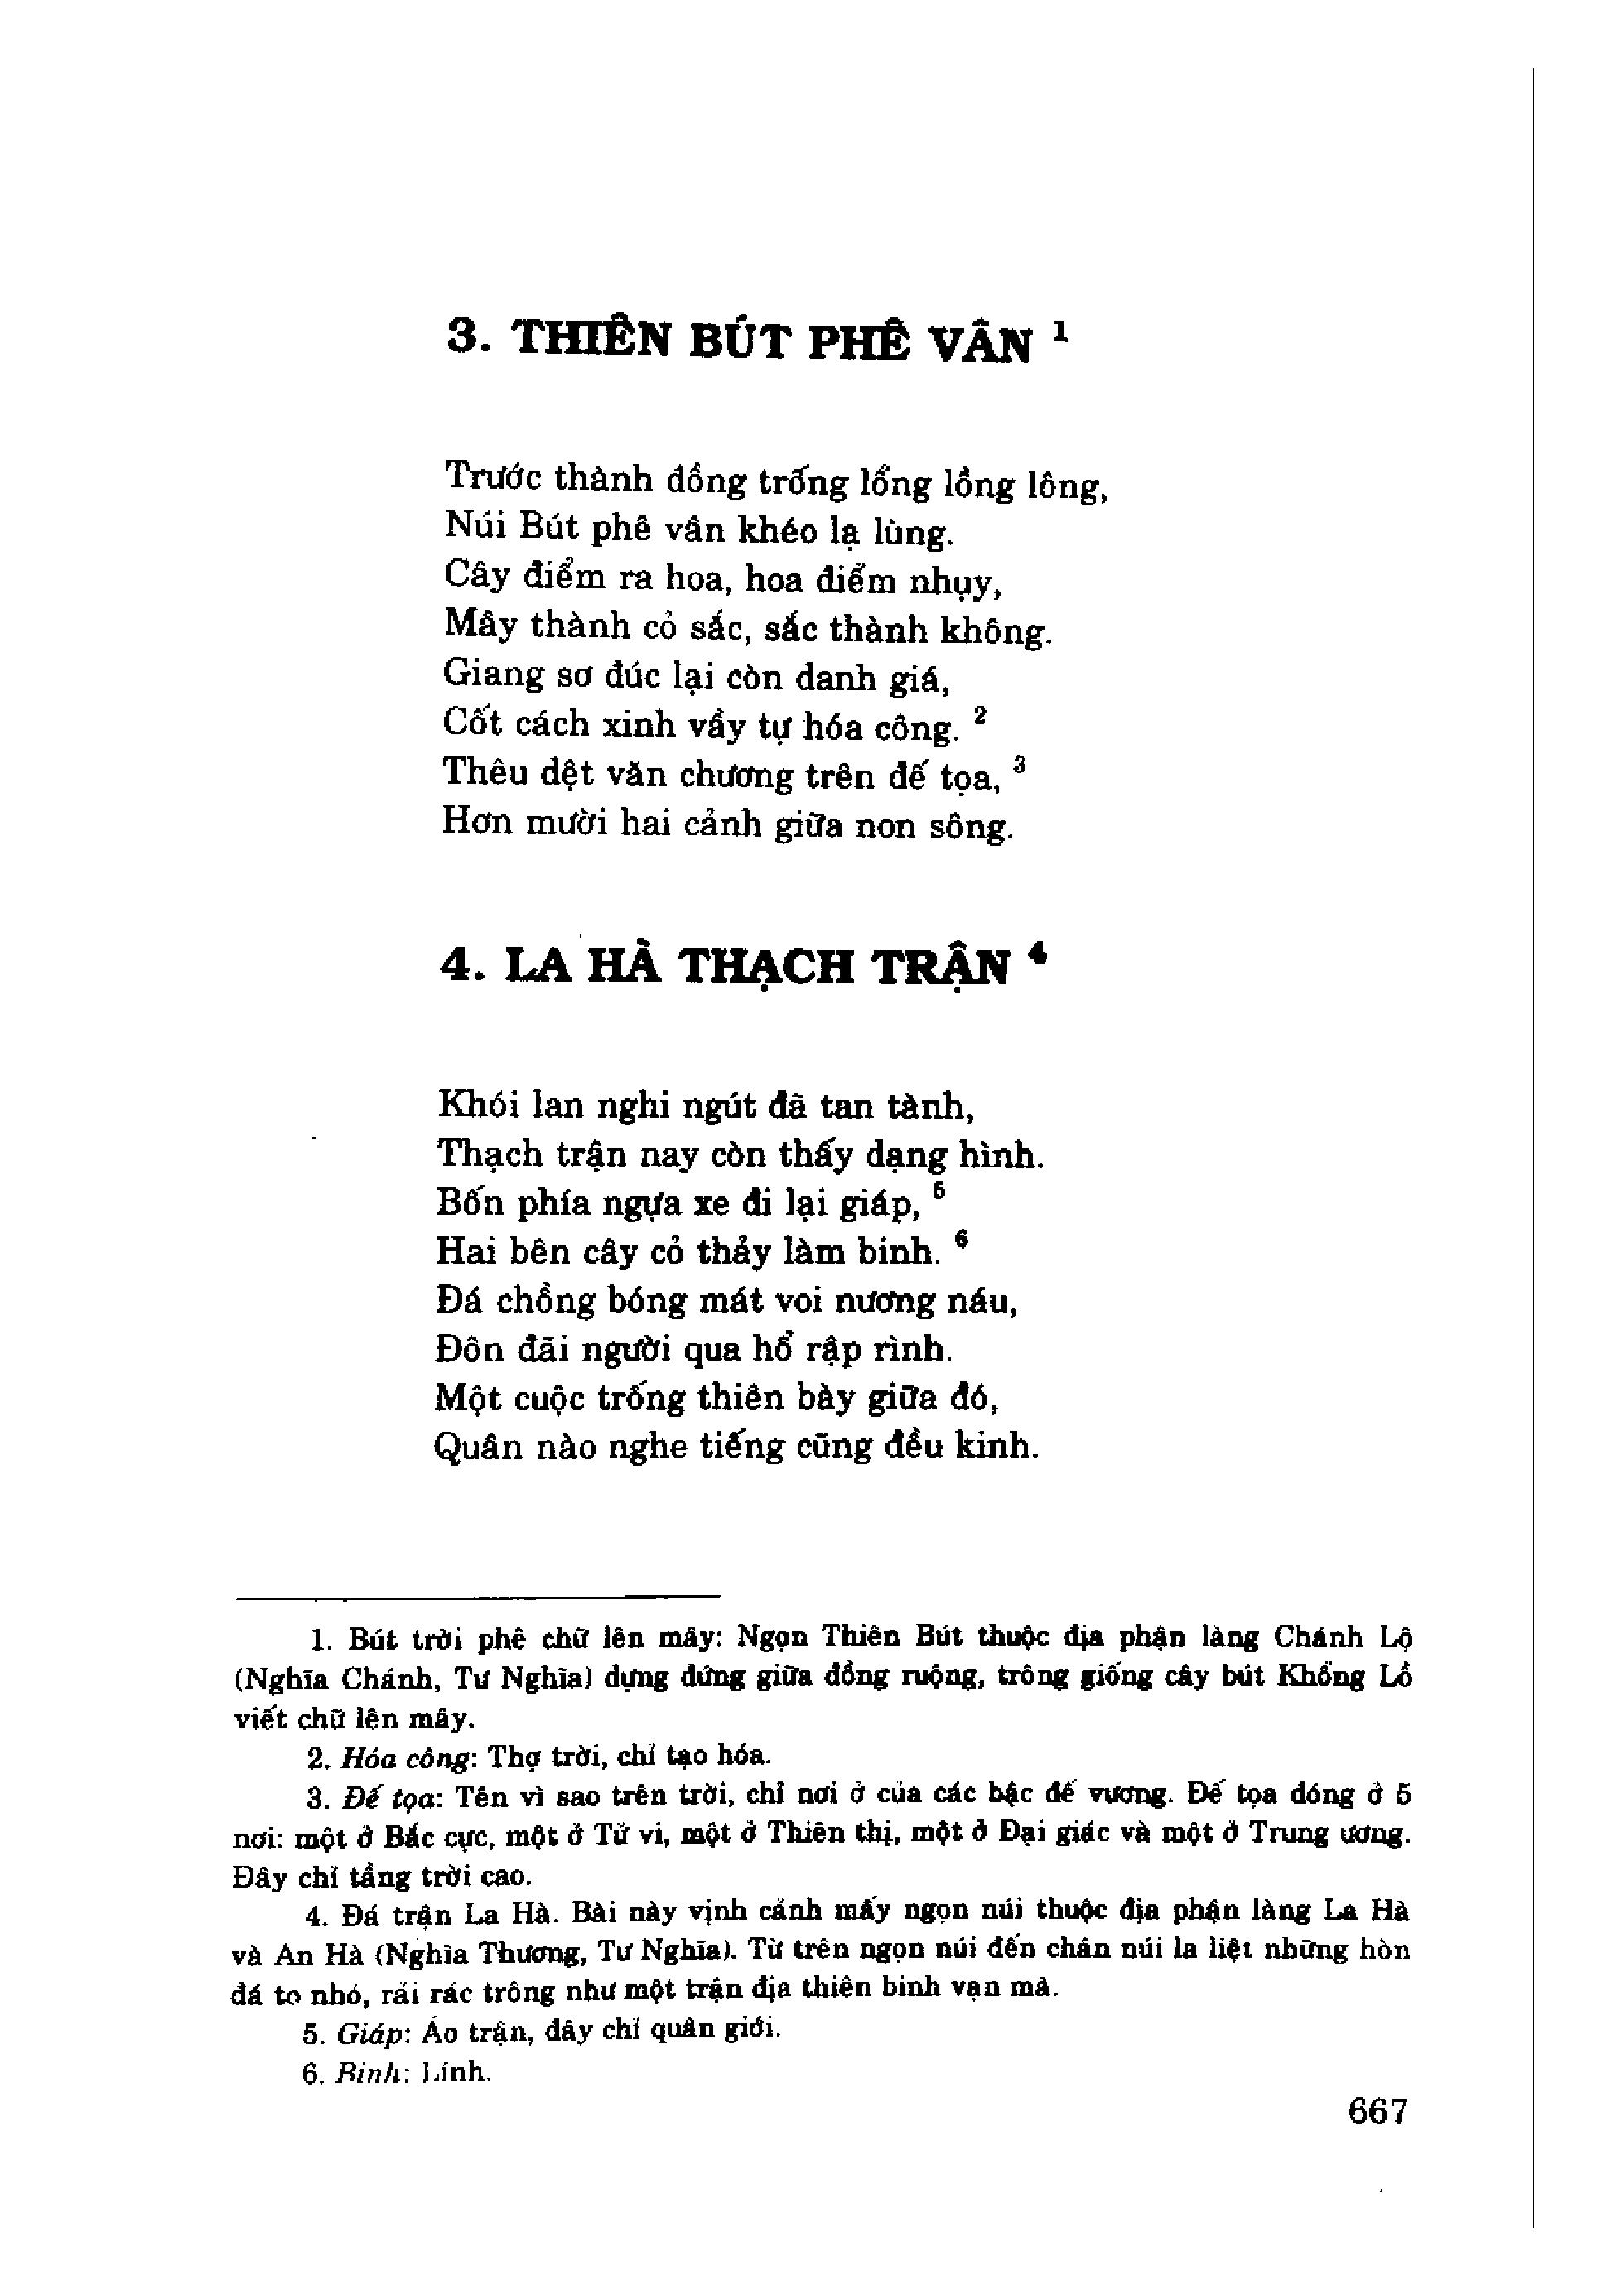 3. THIÊN BÚT PHÊ VÂN ¹
Trước thành đồng trống lổng lồng lông,
Núi Bút phê vân khéo lạ lùng.
Cây điểm ra hoa, hoa điểm nhụy,
Mây thành cỏ sắc, sắc thành không.
Giang sơ đúc lại còn danh giá,
Cốt cách xinh vầy tự hóa công. ²
Thêu dệt văn chương trên đế tọa, ³
Hơn mười hai cảnh giữa non sông.
4. LA HÀ THẠCH TRẬN ⁴
Khói lan nghi ngút đã tan tành,
Thạch trận nay còn thấy dạng hình.
Bốn phía ngựa xe đi lại giáp, ⁵
Hai bên cây cỏ thảy làm binh. ⁶
Đá chồng bóng mát voi nương náu,
Đôn đãi người qua hổ rập rình.
Một cuộc trống thiên bày giữa đó,
Quân nào nghe tiếng cũng đều kinh.
1. Bút trời phê chữ lên mây: Ngọn Thiên Bút thuộc địa phận làng Chánh Lộ
(Nghĩa Chánh, Tư Nghĩa) dựng đứng giữa đồng ruộng, trông giống cây bút Khổng Lồ
viết chữ lên mây.
2. Hóa công: Thợ trời, chỉ tạo hóa.
3. Đế tọa: Tên vì sao trên trời, chỉ nơi ở của các bậc đế vương. Đế tọa đóng ở 5
nơi: một ở Bắc cực, một ở Tử vi, một ở Thiên thị, một ở Đại giác và một ở Trung ương.
Đây chỉ tầng trời cao.
4. Đá trận La Hà. Bài này vịnh cảnh mấy ngọn núi thuộc địa phận làng La Hà
và An Hà (Nghĩa Thương, Tư Nghĩa). Từ trên ngọn núi đến chân núi la liệt những hòn
đá to nhỏ, rải rác trông như một trận địa thiên binh vạn mã.
5. Giáp: Áo trận, đây chỉ quân giới.
6. Binh: Lính.
667